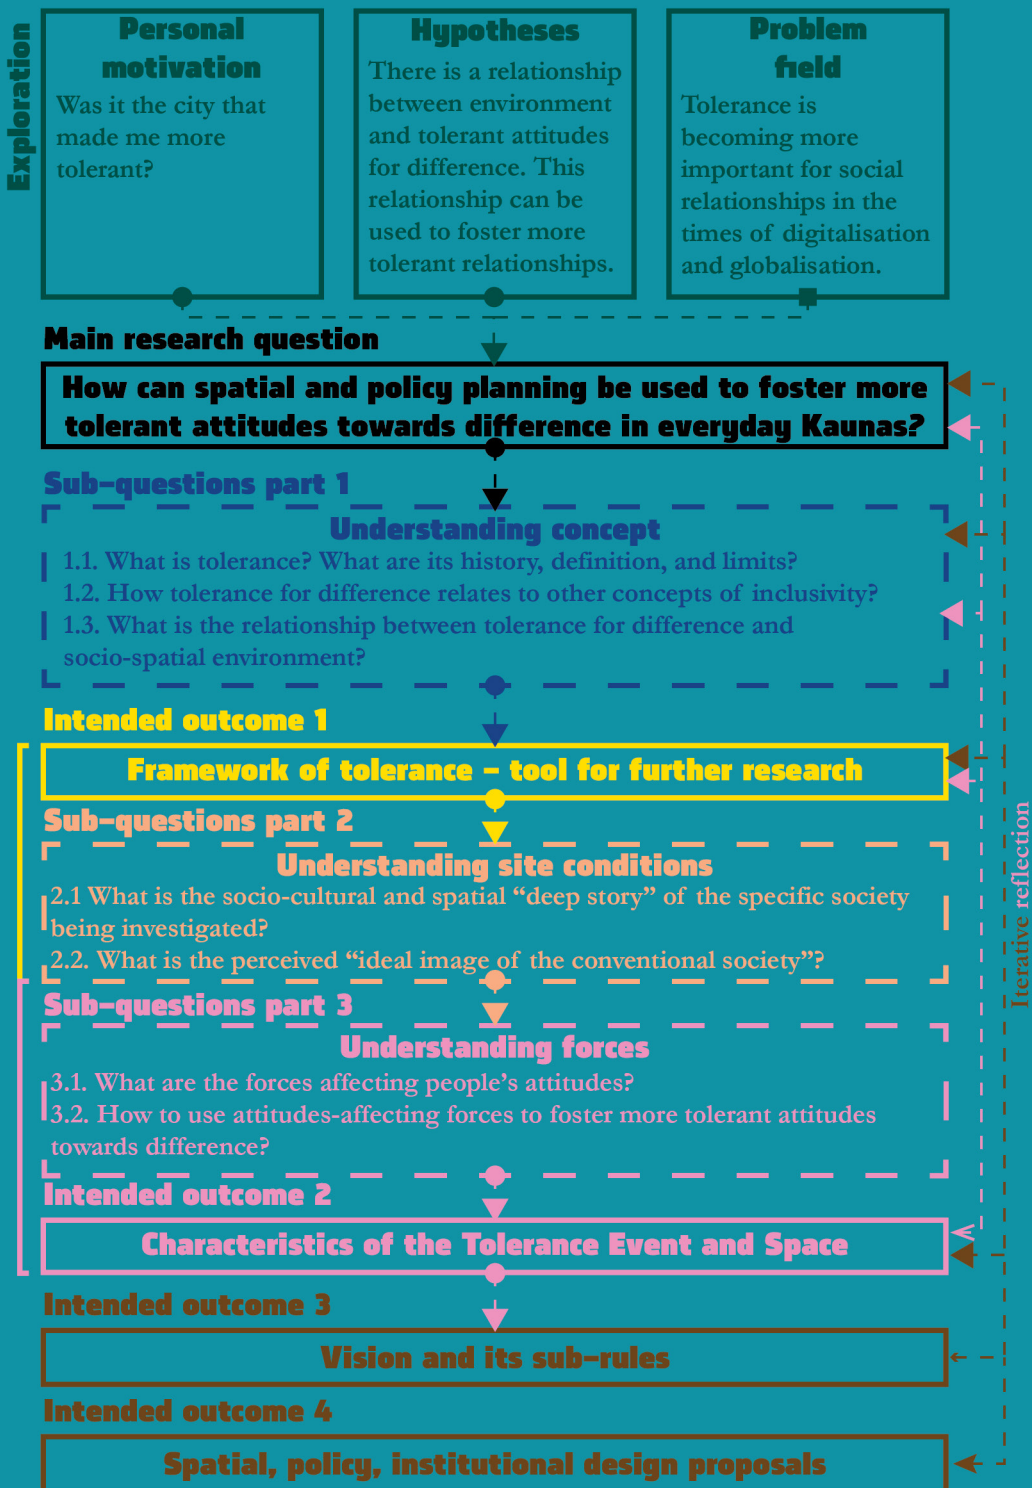 Exploration
Personal
motivation
Was it the city that
made me more
tolerant?
Hypotheses
There is a relationship
between environment
and tolerant attitudes
for difference. This
relationship can be
used to foster more
tolerant relationships.
Problem
field
Tolerance is
becoming more
important for social
relationships in the
times of digitalisation
and globalisation.
Main research question
How can spatial and policy planning be used to foster more
tolerant attitudes towards difference in everyday Kaunas?
Sub-questions part 1
Understanding concept
1.1. What is tolerance? What are its history, definition, and limits?
1.2. How tolerance for difference relates to other concepts of inclusivity?
1.3. What is the relationship between tolerance for difference and
socio-spatial environment?
Intended outcome 1
Framework of tolerance - tool for further research
Sub-questions part 2
Understanding site conditions
2.1 What is the socio-cultural and spatial “deep story” of the specific society
being investigated?
2.2. What is the perceived “ideal image of the conventional society”?
Sub-questions part 3
Understanding forces
3.1. What are the forces affecting people’s attitudes?
3.2. How to use attitudes-affecting forces to foster more tolerant attitudes
towards difference?
Intended outcome 2
Characteristics of the Tolerance Event and Space
Intended outcome 3
Vision and its sub-rules
Intended outcome 4
Spatial, policy, institutional design proposals
Iterative reflection